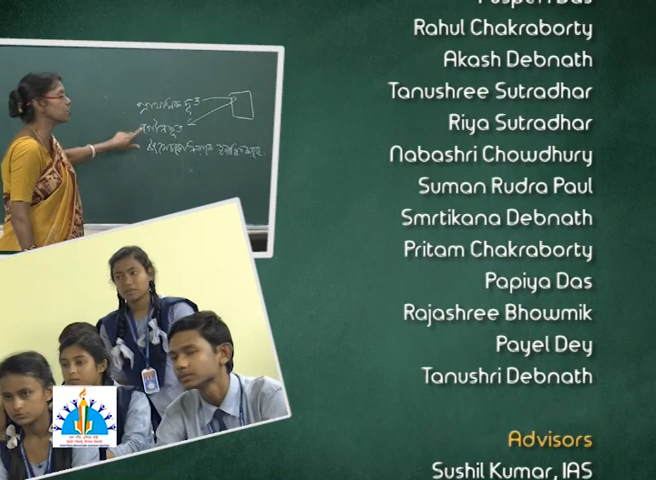 Rahul Chakraborty
Akash Debnath
Tanushree Sutradhar
Riya Sutradhar
Nabashri Chowdhury
Suman Rudra Paul
Smrtikana Debnath
Pritam Chakraborty
Papiya Das
Rajashree Bhowmik
Payel Dey
Tanushri Debnath
Advisors
Sushil Kumar, IAS